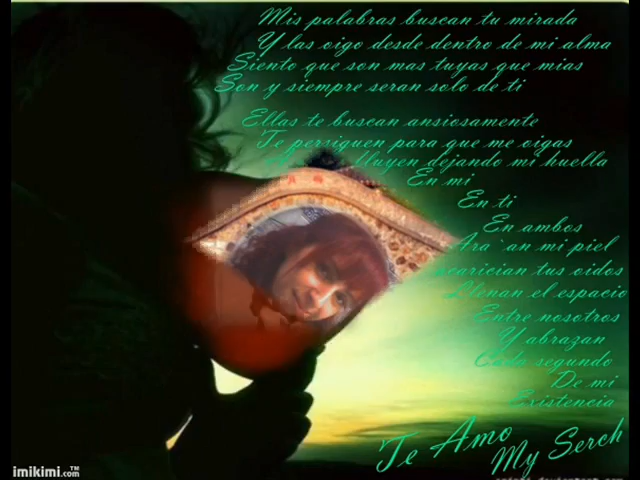 Mis palabras buscan tu mirada
Y las oigo desde dentro de mi alma
Siento que son mas tuyas que mias
Son y siempre seran solo de ti
Ellas te buscan ansiosamente
Te persiguen para que me oigas
fluyen dejando mi huella
En mi
En ti
En ambos
Ara`an mi piel
acarician tus oidos
Llenan el espacio
Entre nosotros
Y abrazan
Cada segundo
De mi
Existencia
Te Amo
My Serch
imikimi.com™